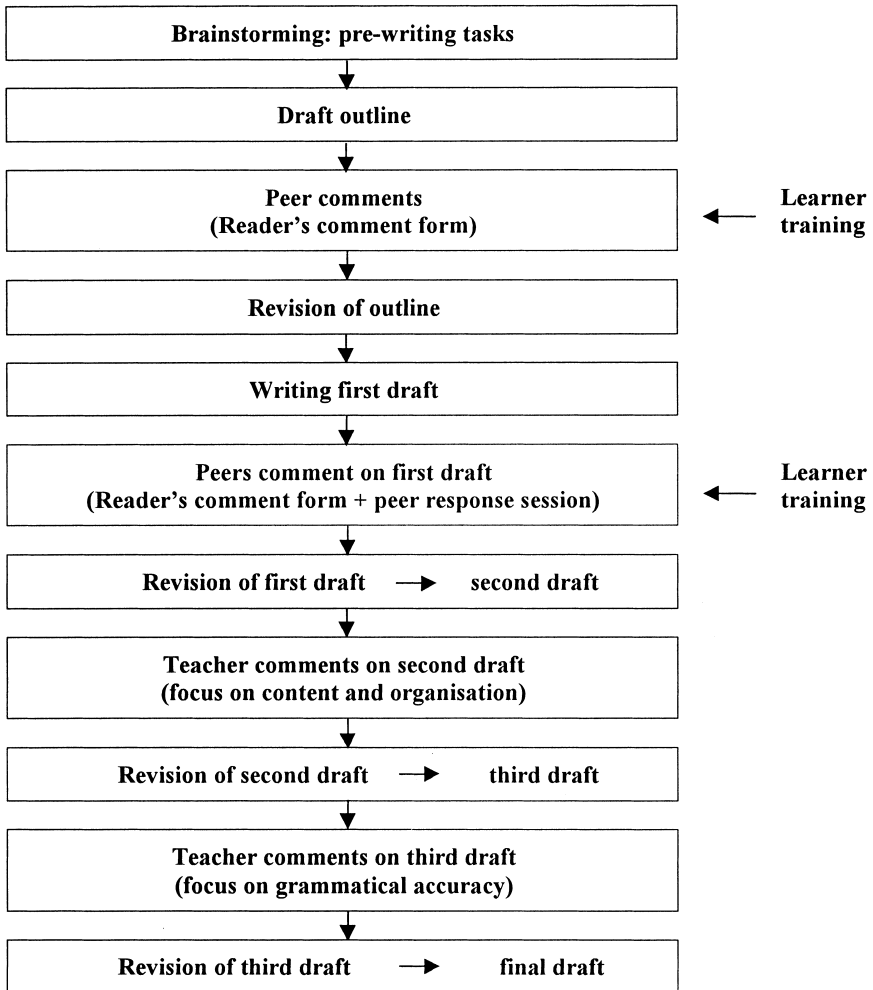 Brainstorming: pre-writing tasks
Draft outline
Peer comments
(Reader's comment form)
Learner
training
Revision of outline
Writing first draft
Peers comment on first draft
(Reader's comment form + peer response session)
Learner
training
Revision of first draft → second draft
Teacher comments on second draft
(focus on content and organisation)
Revision of second draft → third draft
Teacher comments on third draft
(focus on grammatical accuracy)
Revision of third draft → final draft